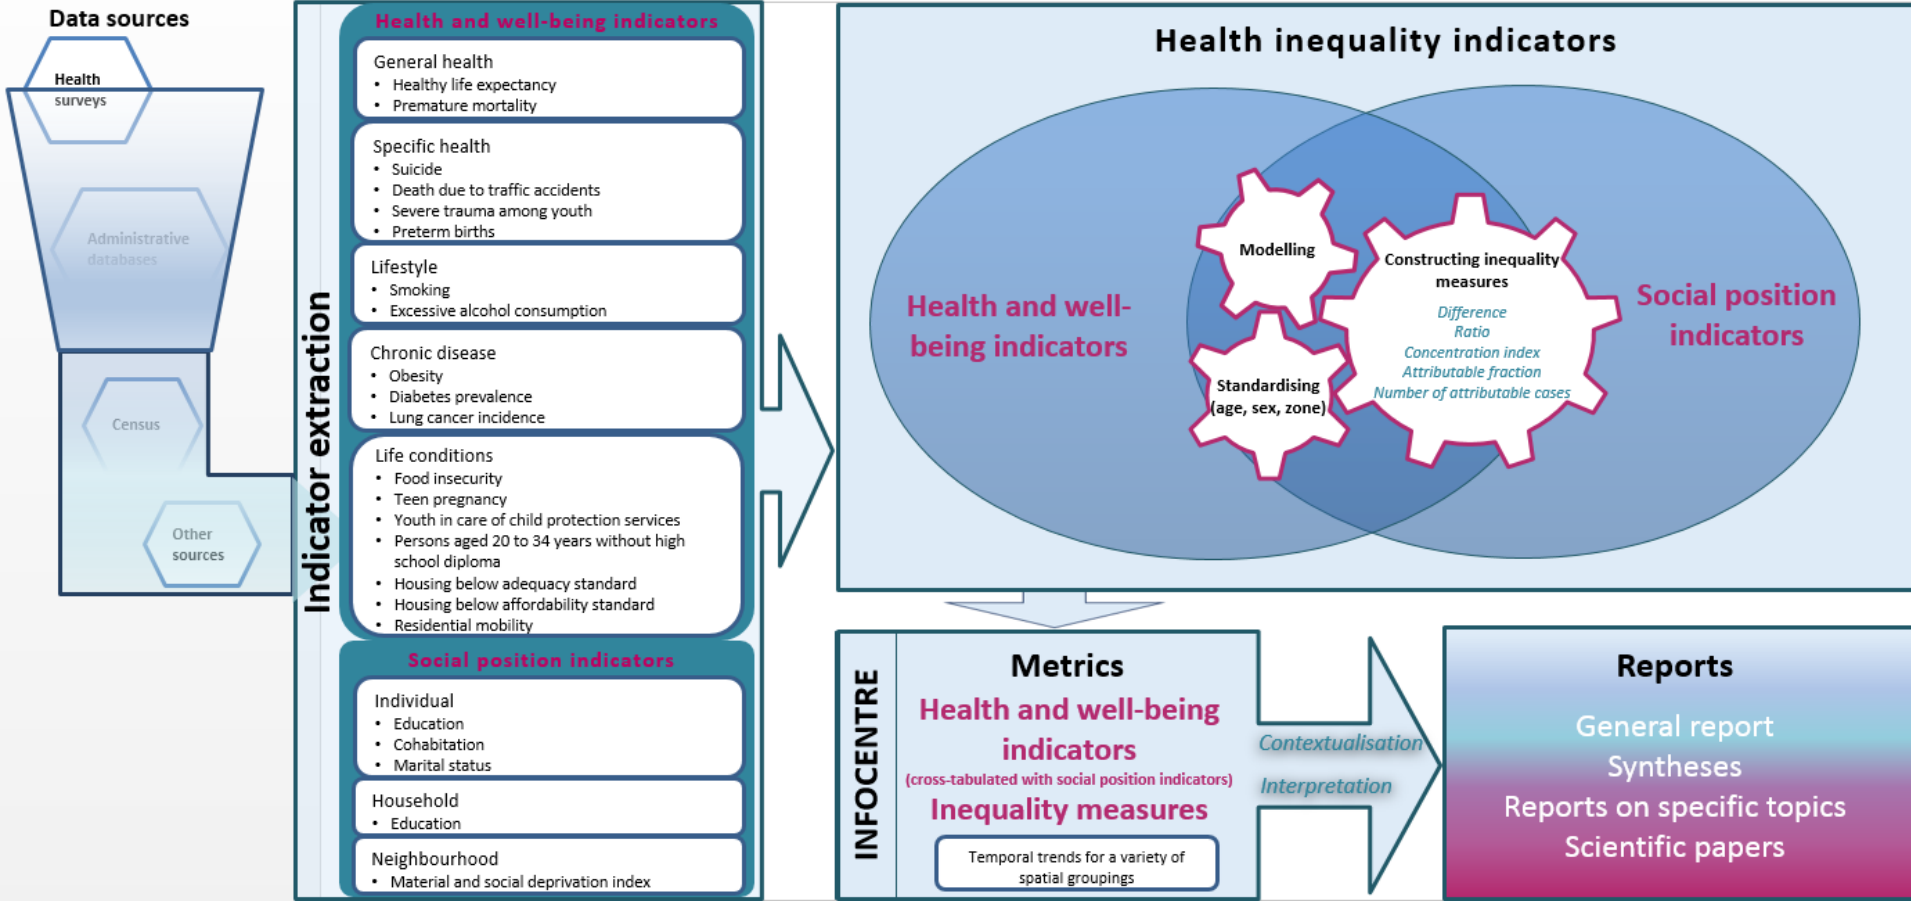 Data sources
Health
surveys
Administrative
databases
Census
Other
sources
Indicator extraction
Health and well-being indicators
General health
• Healthy life expectancy
• Premature mortality
Specific health
• Suicide
• Death due to traffic accidents
• Severe trauma among youth
• Preterm births
Lifestyle
• Smoking
• Excessive alcohol consumption
Chronic disease
• Obesity
• Diabetes prevalence
• Lung cancer incidence
Life conditions
• Food insecurity
• Teen pregnancy
• Youth in care of child protection services
• Persons aged 20 to 34 years without high
school diploma
• Housing below adequacy standard
• Housing below affordability standard
• Residential mobility
Social position indicators
Individual
• Education
• Cohabitation
• Marital status
Household
• Education
Neighbourhood
• Material and social deprivation index
Health inequality indicators
Health and well-
being indicators
Modelling
Standardising
(age, sex, zone)
Constructing inequality
measures
Difference
Ratio
Concentration index
Attributable fraction
Number of attributable cases
Social position
indicators
INFOCENTRE
Metrics
Health and well-being
indicators
(cross-tabulated with social position indicators)
Inequality measures
Temporal trends for a variety of
spatial groupings
Contextualisation
Interpretation
Reports
General report
Syntheses
Reports on specific topics
Scientific papers